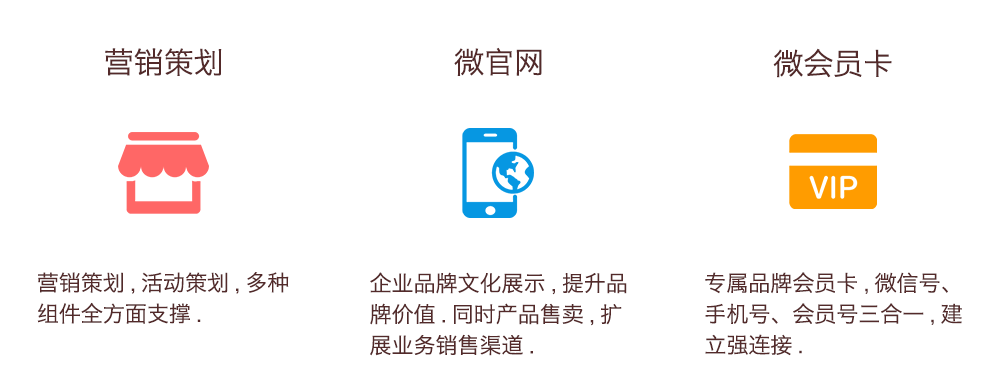 营销策划
微官网
微会员卡
VIP
营销策划 , 活动策划 , 多种
组件全方面支撑 .
企业品牌文化展示 , 提升品
牌价值 . 同时产品售卖 , 扩
展业务销售渠道 .
专属品牌会员卡 , 微信号、
手机号、会员号三合一 , 建
立强连接 .